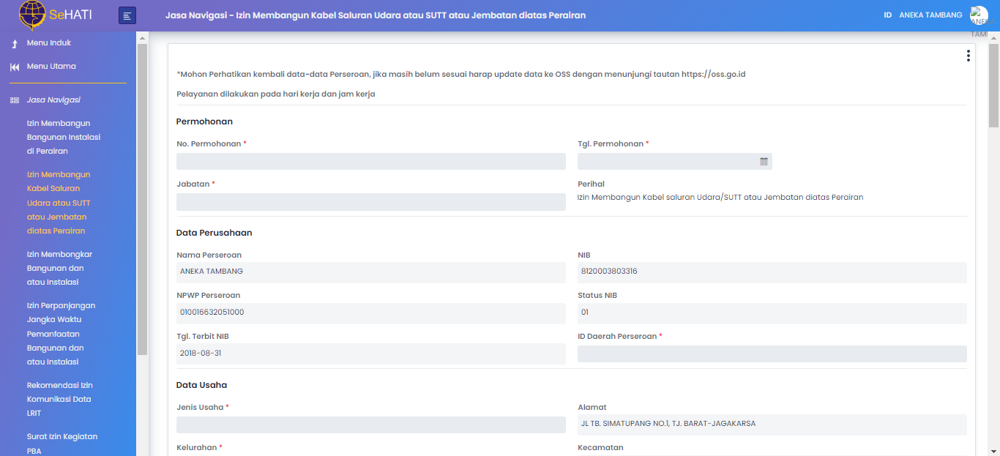 SeHATI
Jasa Navigasi - Izin Membangun Kabel Saluran Udara atau SUTT atau Jembatan diatas Perairan
ID ANEKA TAMBANG
ANEKA
TAMBANG
Menu Induk
Menu Utama
Jasa Navigasi
Izin Membangun
Bangunan Instalasi
di Perairan
Izin Membangun
Kabel Saluran
Udara atau SUTT
atau Jembatan
diatas Perairan
Izin Membongkar
Bangunan dan
atau Instalasi
Izin Perpanjangan
Jangka Waktu
Pemanfaatan
Bangunan dan
atau Instalasi
Rekomendasi Izin
Komunikasi Data
LRIT
Surat Izin Kegiatan
PBA
*Mohon Perhatikan kembali data-data Perseroan, jika masih belum sesuai harap update data ke OSS dengan menunjungi tautan https://oss.go.id
Pelayanan dilakukan pada hari kerja dan jam kerja
Permohonan
No. Permohonan *
Tgl. Permohonan *
Jabatan *
Perihal
Izin Membangun Kabel saluran Udara/SUTT atau Jembatan diatas Perairan
Data Perusahaan
Nama Perseroan
NIB
ANEKA TAMBANG
8120003803316
NPWP Perseroan
Status NIB
010016632051000
01
Tgl. Terbit NIB
ID Daerah Perseroan *
2018-08-31
Data Usaha
Jenis Usaha *
Alamat
JL TB. SIMATUPANG NO.1, TJ. BARAT-JAGAKARSA
Kelurahan *
Kecamatan